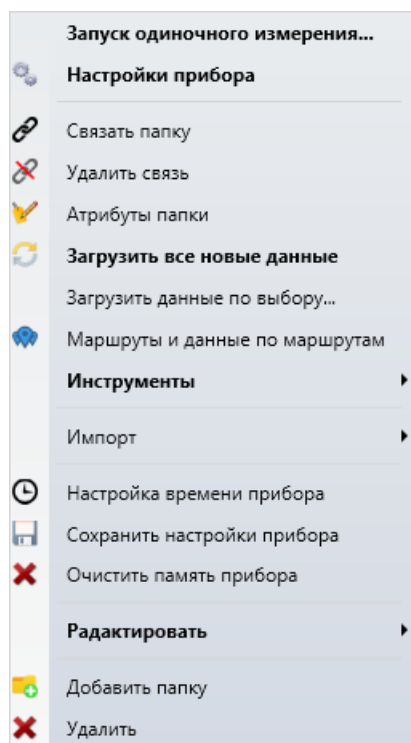 Запуск одиночного измерения...
Настройки прибора
Связать папку
Удалить связь
Атрибуты папки
Загрузить все новые данные
Загрузить данные по выбору...
Маршруты и данные по маршрутам
Инструменты
Импорт
Настройка времени прибора
Сохранить настройки прибора
Очистить память прибора
Радактировать
Добавить папку
Удалить